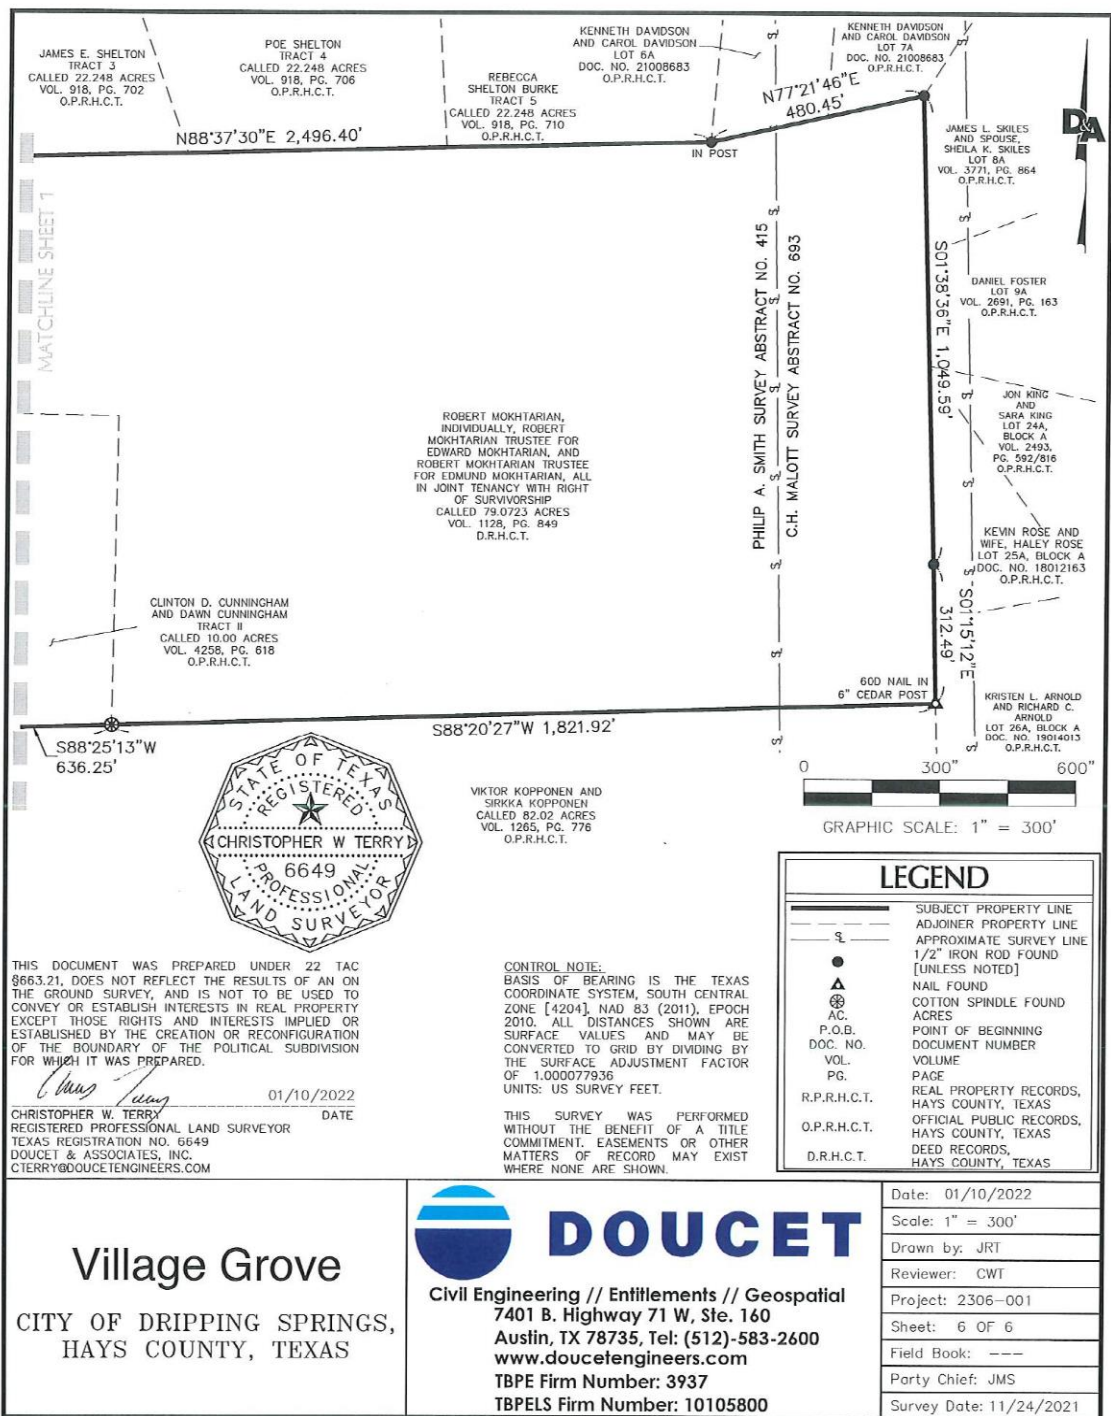 JAMES E. SHELTON
TRACT 3
CALLED 22.248 ACRES
VOL. 918, PG. 702
O.P.R.H.C.T.
POE SHELTON
TRACT 4
CALLED 22.248 ACRES
VOL. 918, PG. 706
O.P.R.H.C.T.
REBECCA
SHELTON BURKE
TRACT 5
CALLED 22.248 ACRES
VOL. 918, PG. 710
O.P.R.H.C.T.
KENNETH DAVIDSON
AND CAROL DAVIDSON
LOT 6A
DOC. NO. 21008683
O.P.R.H.C.T.
KENNETH DAVIDSON
AND CAROL DAVIDSON
LOT 7A
DOC. NO. 21008683
O.P.R.H.C.T.
N88°37'30"E 2,496.40'
N77°21'46"E
480.45'
IN POST
D&A
JAMES L. SKILES
AND SPOUSE,
SHEILA K. SKILES
LOT 8A
VOL. 3771, PG. 864
O.P.R.H.C.T.
MATCHLINE SHEET 1
PHILIP A. SMITH SURVEY ABSTRACT NO. 415
C.H. MALOTT SURVEY ABSTRACT NO. 693
S01°38'36"E 1,049.59'
DANIEL FOSTER
LOT 9A
VOL. 2691, PG. 163
O.P.R.H.C.T.
JON KING
AND
SARA KING
LOT 24A,
BLOCK A
VOL. 2493,
PG. 592/816
O.P.R.H.C.T.
ROBERT MOKHTARIAN,
INDIVIDUALLY, ROBERT
MOKHTARIAN TRUSTEE FOR
EDWARD MOKHTARIAN, AND
ROBERT MOKHTARIAN TRUSTEE
FOR EDMUND MOKHTARIAN, ALL
IN JOINT TENANCY WITH RIGHT
OF SURVIVORSHIP
CALLED 79.0723 ACRES
VOL. 1128, PG. 849
D.R.H.C.T.
KEVIN ROSE AND
WIFE, HALEY ROSE
LOT 25A, BLOCK A
DOC. NO. 18012163
O.P.R.H.C.T.
CLINTON D. CUNNINGHAM
AND DAWN CUNNINGHAM
TRACT II
CALLED 10.00 ACRES
VOL. 4258, PG. 618
O.P.R.H.C.T.
S01°15'12"E
312.49'
60D NAIL IN
6" CEDAR POST
KRISTEN L. ARNOLD
AND RICHARD C.
ARNOLD
LOT 26A, BLOCK A
DOC. NO. 19014013
O.P.R.H.C.T.
S88°25'13"W
636.25'
S88°20'27"W 1,821.92'
VIKTOR KOPPONEN AND
SIRKKA KOPPONEN
CALLED 82.02 ACRES
VOL. 1265, PG. 776
O.P.R.H.C.T.
0 300" 600"
GRAPHIC SCALE: 1" = 300'
STATE OF TEXAS
REGISTERED
CHRISTOPHER W TERRY
6649
PROFESSIONAL
LAND SURVEYOR
LEGEND
SUBJECT PROPERTY LINE
ADJOINER PROPERTY LINE
APPROXIMATE SURVEY LINE
1/2" IRON ROD FOUND
[UNLESS NOTED]
NAIL FOUND
COTTON SPINDLE FOUND
AC. ACRES
P.O.B. POINT OF BEGINNING
DOC. NO. DOCUMENT NUMBER
VOL. VOLUME
PG. PAGE
R.P.R.H.C.T. REAL PROPERTY RECORDS,
HAYS COUNTY, TEXAS
O.P.R.H.C.T. OFFICIAL PUBLIC RECORDS,
HAYS COUNTY, TEXAS
D.R.H.C.T. DEED RECORDS,
HAYS COUNTY, TEXAS
THIS DOCUMENT WAS PREPARED UNDER 22 TAC
§663.21, DOES NOT REFLECT THE RESULTS OF AN ON
THE GROUND SURVEY, AND IS NOT TO BE USED TO
CONVEY OR ESTABLISH INTERESTS IN REAL PROPERTY
EXCEPT THOSE RIGHTS AND INTERESTS IMPLIED OR
ESTABLISHED BY THE CREATION OR RECONFIGURATION
OF THE BOUNDARY OF THE POLITICAL SUBDIVISION
FOR WHICH IT WAS PREPARED.
Chris Terry 01/10/2022
CHRISTOPHER W. TERRY DATE
REGISTERED PROFESSIONAL LAND SURVEYOR
TEXAS REGISTRATION NO. 6649
DOUCET & ASSOCIATES, INC.
CTERRY@DOUCETENGINEERS.COM
CONTROL NOTE:
BASIS OF BEARING IS THE TEXAS
COORDINATE SYSTEM, SOUTH CENTRAL
ZONE [4204], NAD 83 (2011), EPOCH
2010. ALL DISTANCES SHOWN ARE
SURFACE VALUES AND MAY BE
CONVERTED TO GRID BY DIVIDING BY
THE SURFACE ADJUSTMENT FACTOR
OF 1.000077936
UNITS: US SURVEY FEET.
THIS SURVEY WAS PERFORMED
WITHOUT THE BENEFIT OF A TITLE
COMMITMENT. EASEMENTS OR OTHER
MATTERS OF RECORD MAY EXIST
WHERE NONE ARE SHOWN.
Village Grove
CITY OF DRIPPING SPRINGS,
HAYS COUNTY, TEXAS
DOUCET
Civil Engineering // Entitlements // Geospatial
7401 B. Highway 71 W, Ste. 160
Austin, TX 78735, Tel: (512)-583-2600
www.doucetengineers.com
TBPE Firm Number: 3937
TBPELS Firm Number: 10105800
Date: 01/10/2022
Scale: 1" = 300'
Drawn by: JRT
Reviewer: CWT
Project: 2306-001
Sheet: 6 OF 6
Field Book: ---
Party Chief: JMS
Survey Date: 11/24/2021